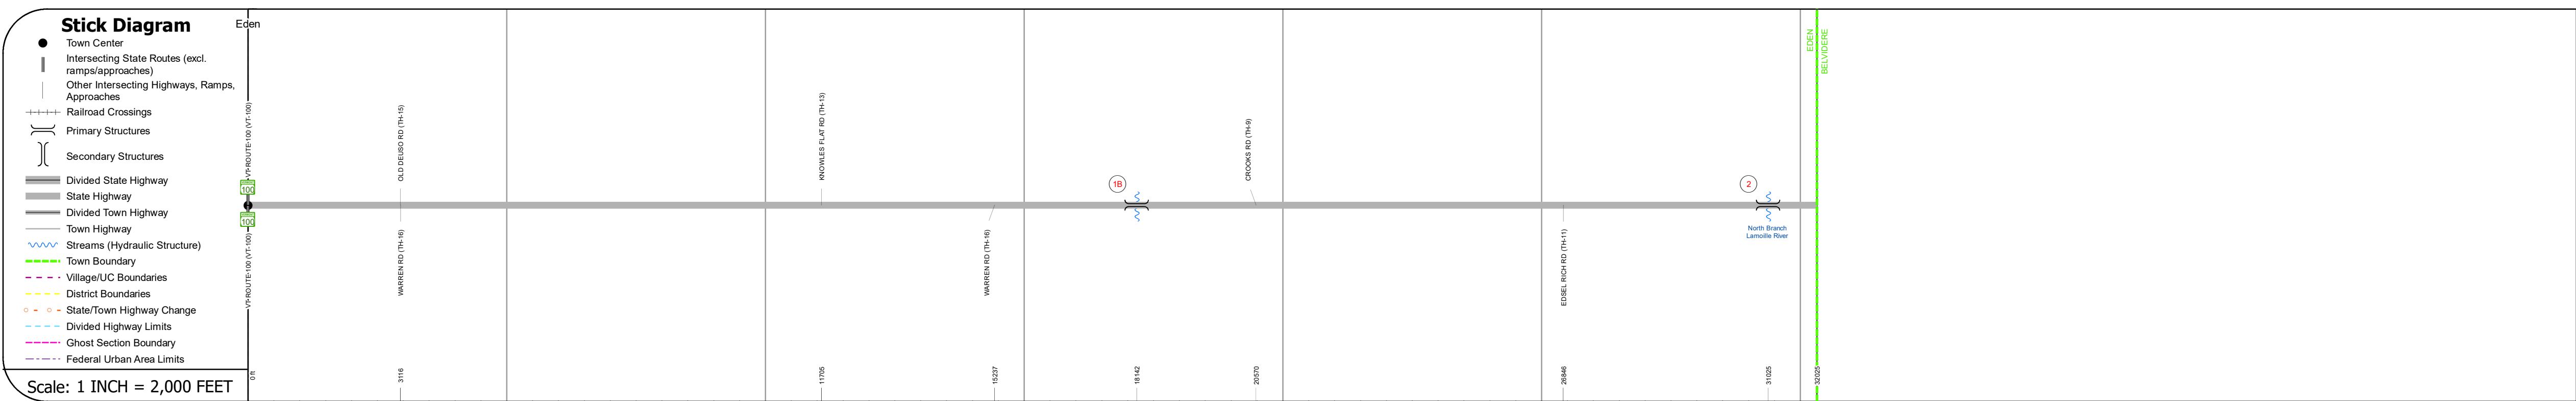 Stick Diagram
Town Center
Intersecting State Routes (excl.
ramps/approaches)
Other Intersecting Highways, Ramps,
Approaches
Railroad Crossings
Primary Structures
Secondary Structures
Divided State Highway
State Highway
Divided Town Highway
Town Highway
Streams (Hydraulic Structure)
Town Boundary
Village/UC Boundaries
District Boundaries
State/Town Highway Change
Divided Highway Limits
Ghost Section Boundary
Federal Urban Area Limits
Scale: 1 INCH = 2,000 FEET
Eden
VT-ROUTE-100 (VT-100)
100
100
VT-ROUTE-100 (VT-100)
0 ft
OLD DEUSO RD (TH-15)
WARREN RD (TH-16)
3116
KNOWLES FLAT RD (TH-13)
11705
WARREN RD (TH-16)
15237
1B
18142
CROOKS RD (TH-9)
20570
EDSEL RICH RD (TH-11)
26846
2
North Branch
Lamoille River
31025
EDEN
BELVIDERE
32025